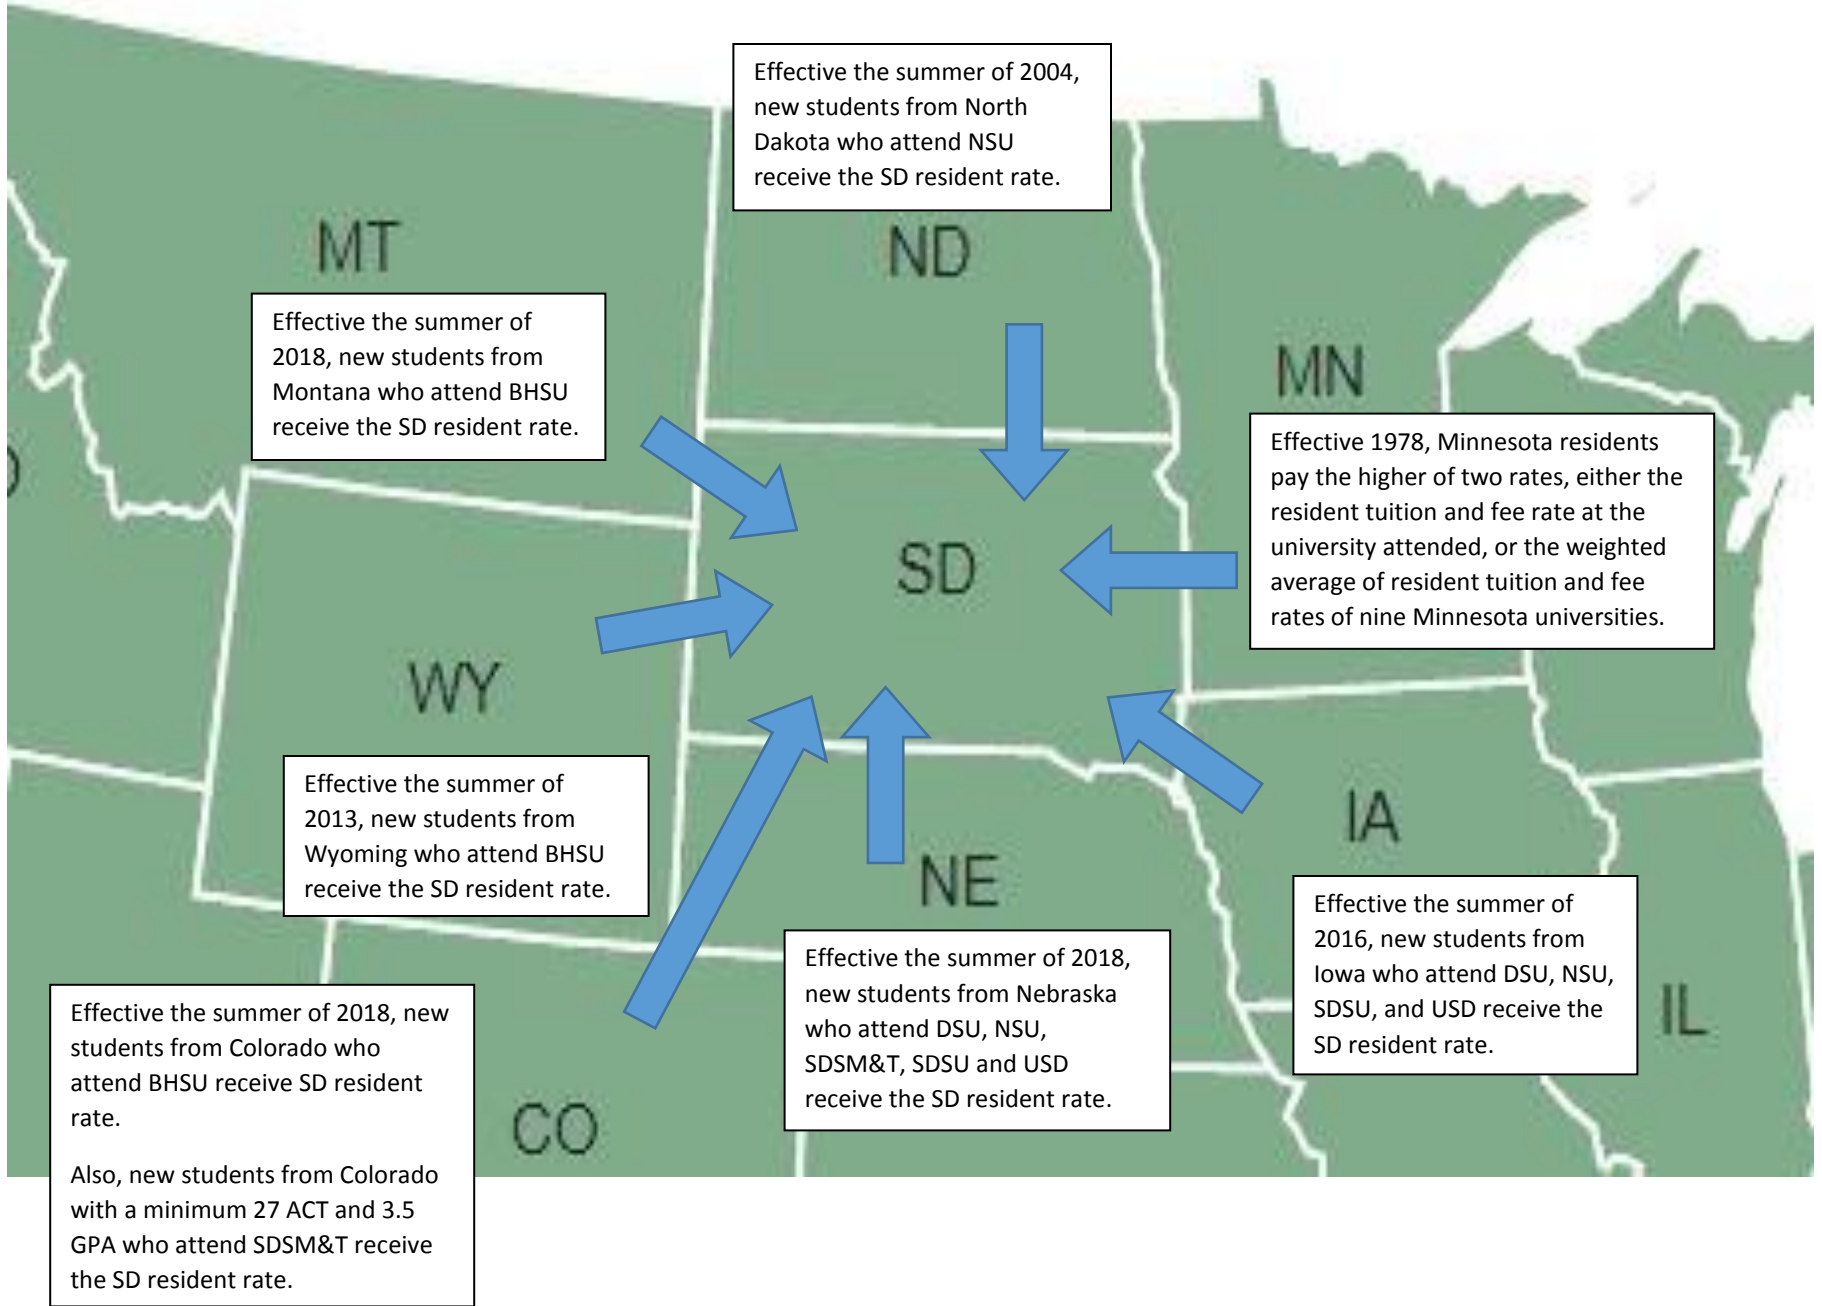 Effective the summer of 2004,
new students from North
Dakota who attend NSU
receive the SD resident rate.
MT
ND
Effective the summer of
2018, new students from
Montana who attend BHSU
receive the SD resident rate.
MN
Effective 1978, Minnesota residents
pay the higher of two rates, either the
resident tuition and fee rate at the
university attended, or the weighted
average of resident tuition and fee
rates of nine Minnesota universities.
SD
WY
Effective the summer of
2013, new students from
Wyoming who attend BHSU
receive the SD resident rate.
IA
NE
Effective the summer of
2016, new students from
Iowa who attend DSU, NSU,
SDSU, and USD receive the
SD resident rate.
Effective the summer of 2018,
new students from Nebraska
who attend DSU, NSU,
SDSM&T, SDSU and USD
receive the SD resident rate.
IL
Effective the summer of 2018, new
students from Colorado who
attend BHSU receive SD resident
rate.
Also, new students from Colorado
with a minimum 27 ACT and 3.5
GPA who attend SDSM&T receive
the SD resident rate.
CO